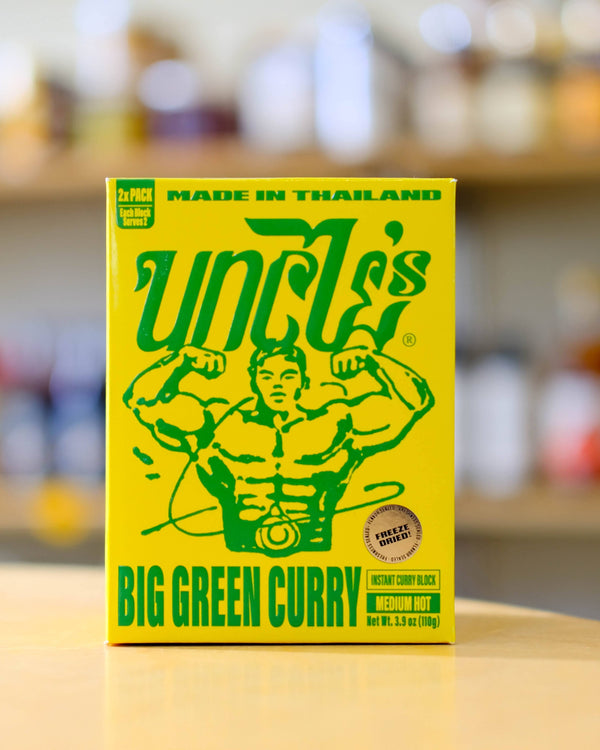 2x PACK
Each Block
Serves 2
MADE IN THAILAND
uncle's
®
FREEZE
DRIED!
BIG GREEN CURRY
INSTANT CURRY BLOCK
MEDIUM HOT
Net Wt. 3.9 oz (110g)